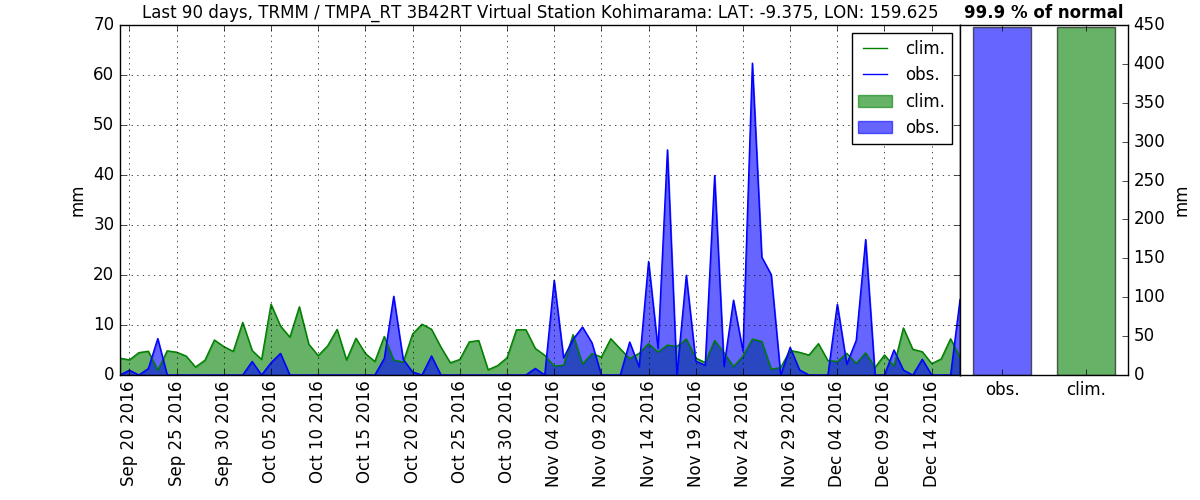 Last 90 days, TRMM / TMPA_RT 3B42RT Virtual Station Kohimarama: LAT: -9.375, LON: 159.625
99.9 % of normal
70
60
50
40
30
20
10
0
mm
clim.
obs.
clim.
obs.
450
400
350
300
250
200
150
100
50
0
mm
Sep 20 2016
Sep 25 2016
Sep 30 2016
Oct 05 2016
Oct 10 2016
Oct 15 2016
Oct 20 2016
Oct 25 2016
Oct 30 2016
Nov 04 2016
Nov 09 2016
Nov 14 2016
Nov 19 2016
Nov 24 2016
Nov 29 2016
Dec 04 2016
Dec 09 2016
Dec 14 2016
obs.
clim.